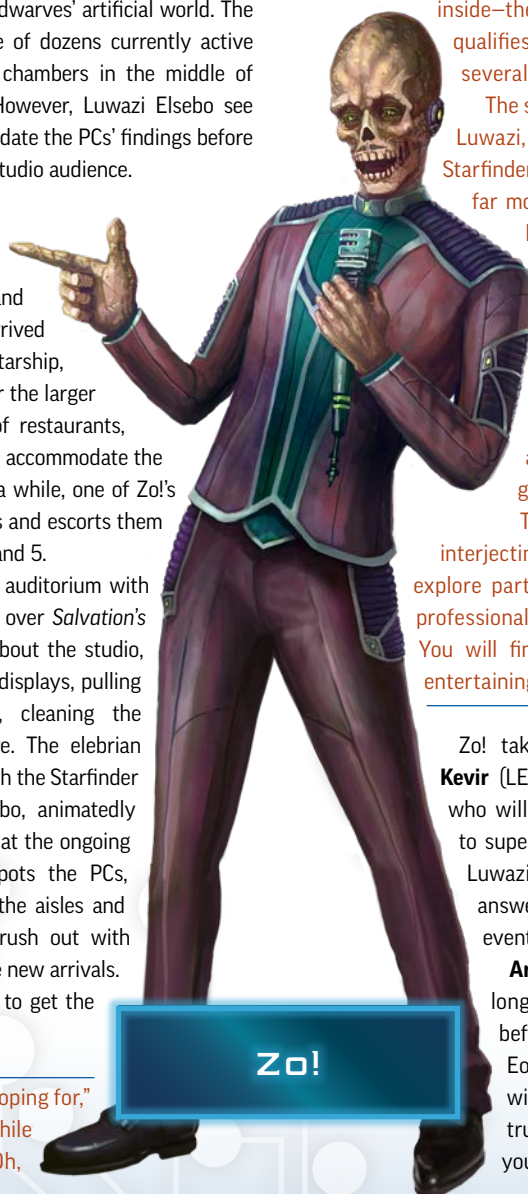 dwarves’ artificial world. The
e of dozens currently active
chambers in the middle of
However, Luwazi Elsebo see
date the PCs’ findings before
tudio audience.
and
rived
tarship,
r the larger
of restaurants,
accommodate the
a while, one of Zo!’s
s and escorts them
and 5.
auditorium with
over Salvation’s
bout the studio,
displays, pulling
, cleaning the
e. The elebrian
h the Starfinder
bo, animatedly
at the ongoing
pots the PCs,
the aisles and
rush out with
e new arrivals.
to get the
oping for,”
hile
Oh,
inside—the
qualifies
several
The s
Luwazi,
Starfinder
far mo
a
g
T
interjectin
explore part
professional
You will fin
entertaining
Zo! tak
Kevir (LE
who will
to supe
Luwazi
answe
event
Ar
long
bef
Eo
wi
tru
you
Zo!